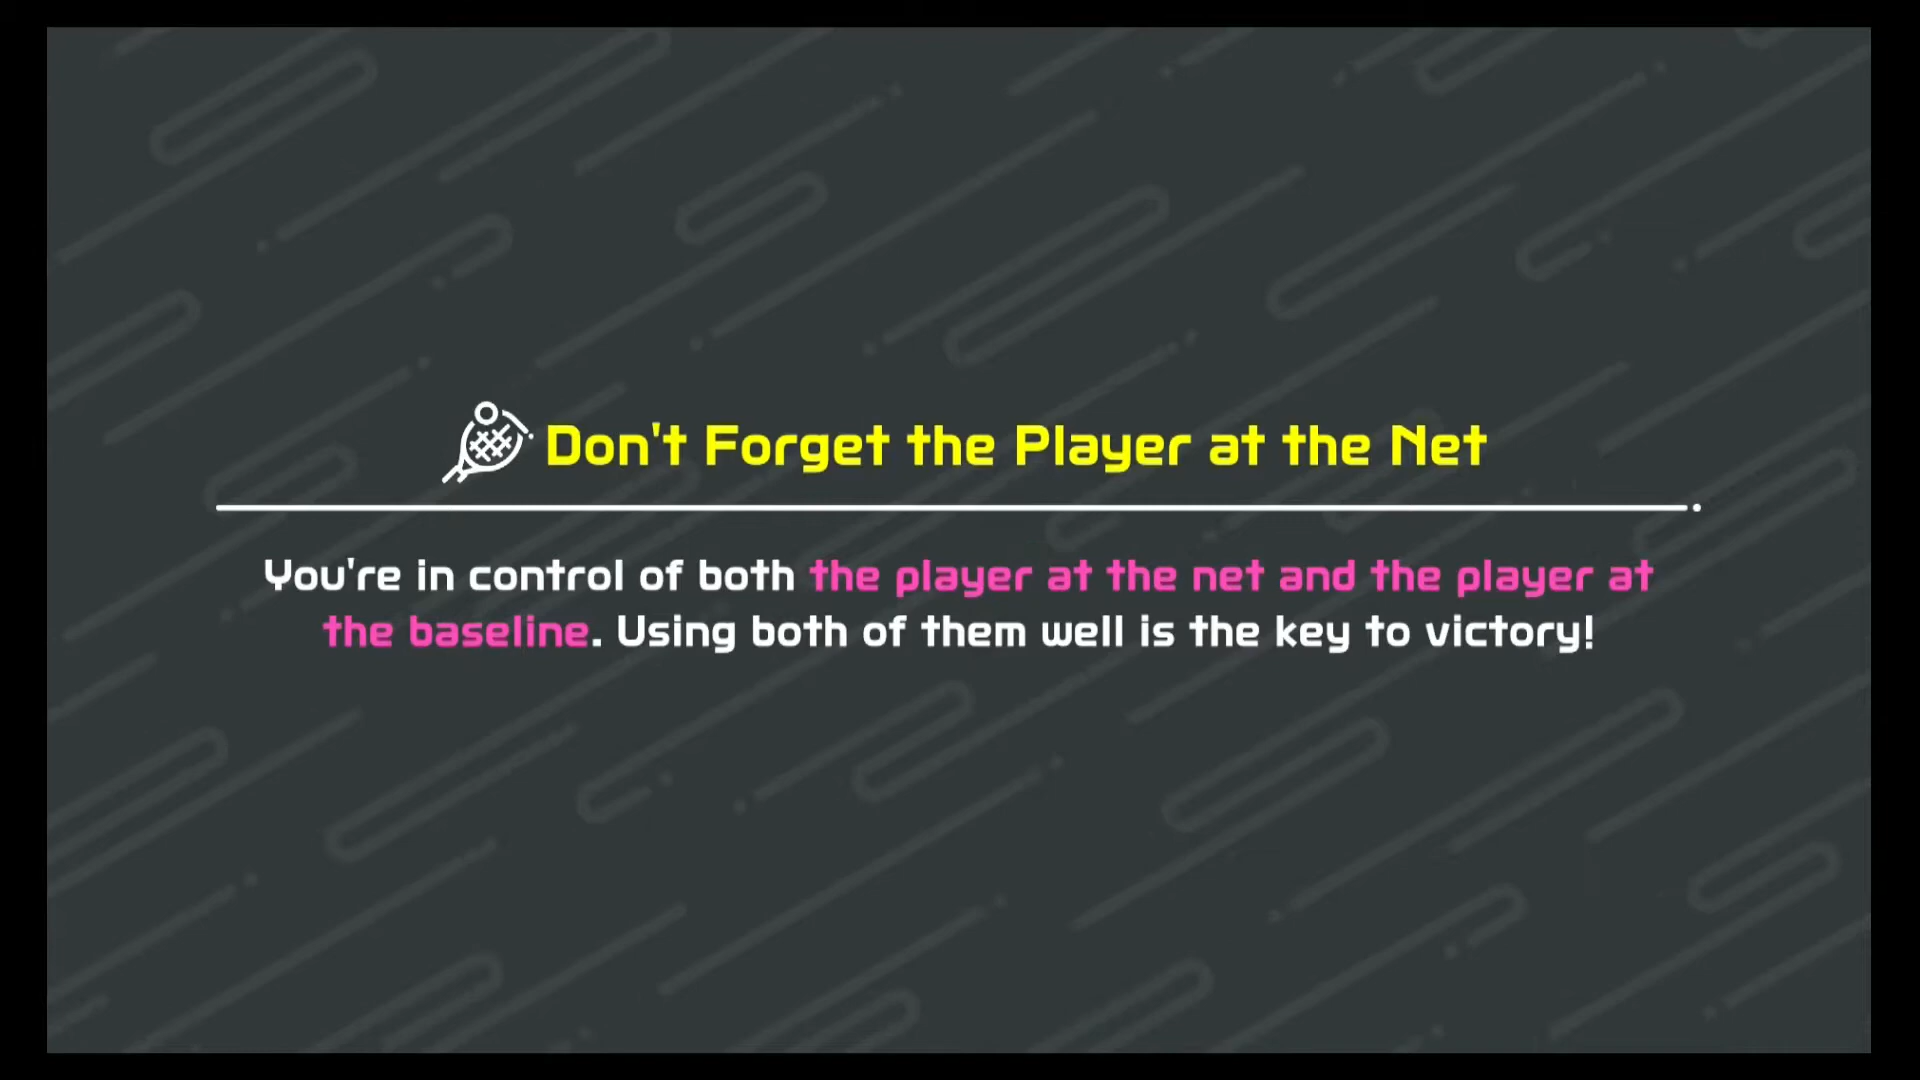 Don't Forget the Player at the Net
You're in control of both the player at the net and the player at
the baseline. Using both of them well is the key to victory!